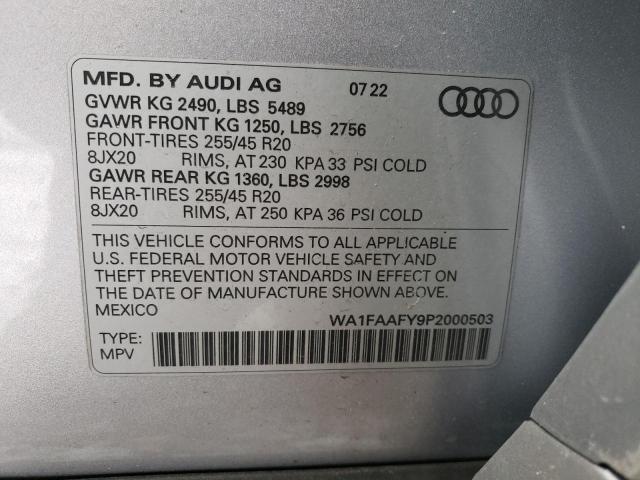 MFD. BY AUDI AG 07 22
GVWR KG 2490, LBS 5489
GAWR FRONT KG 1250, LBS 2756
FRONT-TIRES 255/45 R20
8JX20 RIMS, AT 230 KPA 33 PSI COLD
GAWR REAR KG 1360, LBS 2998
REAR-TIRES 255/45 R20
8JX20 RIMS, AT 250 KPA 36 PSI COLD
THIS VEHICLE CONFORMS TO ALL APPLICABLE
U.S. FEDERAL MOTOR VEHICLE SAFETY AND
THEFT PREVENTION STANDARDS IN EFFECT ON
THE DATE OF MANUFACTURE SHOWN ABOVE.
MEXICO WA1FAAFY9P2000503
TYPE:
MPV